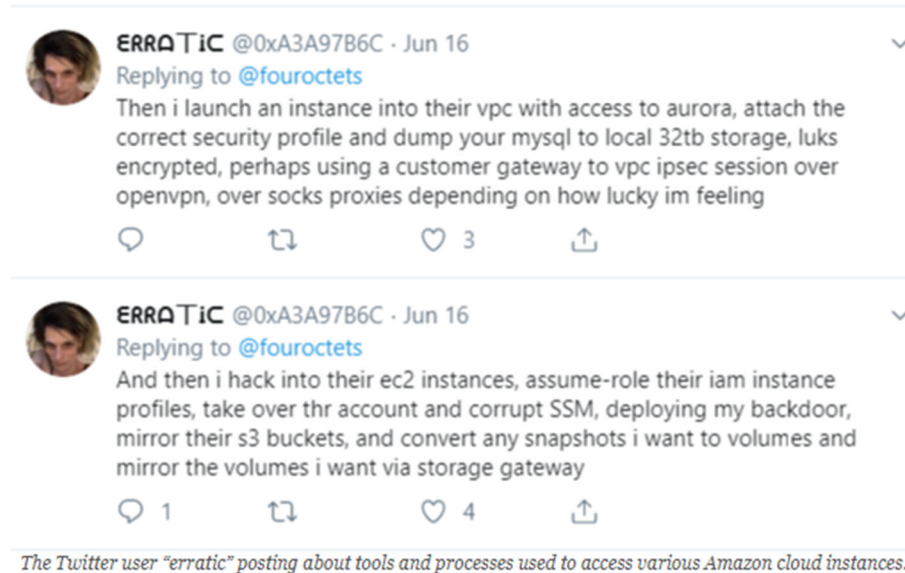 ERRATiC @0xA3A97B6C · Jun 16
Replying to @fouroctets
Then i launch an instance into their vpc with access to aurora, attach the
correct security profile and dump your mysql to local 32tb storage, luks
encrypted, perhaps using a customer gateway to vpc ipsec session over
openvpn, over socks proxies depending on how lucky im feeling
3
ERRATiC @0xA3A97B6C · Jun 16
Replying to @fouroctets
And then i hack into their ec2 instances, assume-role their iam instance
profiles, take over thr account and corrupt SSM, deploying my backdoor,
mirror their s3 buckets, and convert any snapshots i want to volumes and
mirror the volumes i want via storage gateway
1 4
The Twitter user “erratic” posting about tools and processes used to access various Amazon cloud instances.